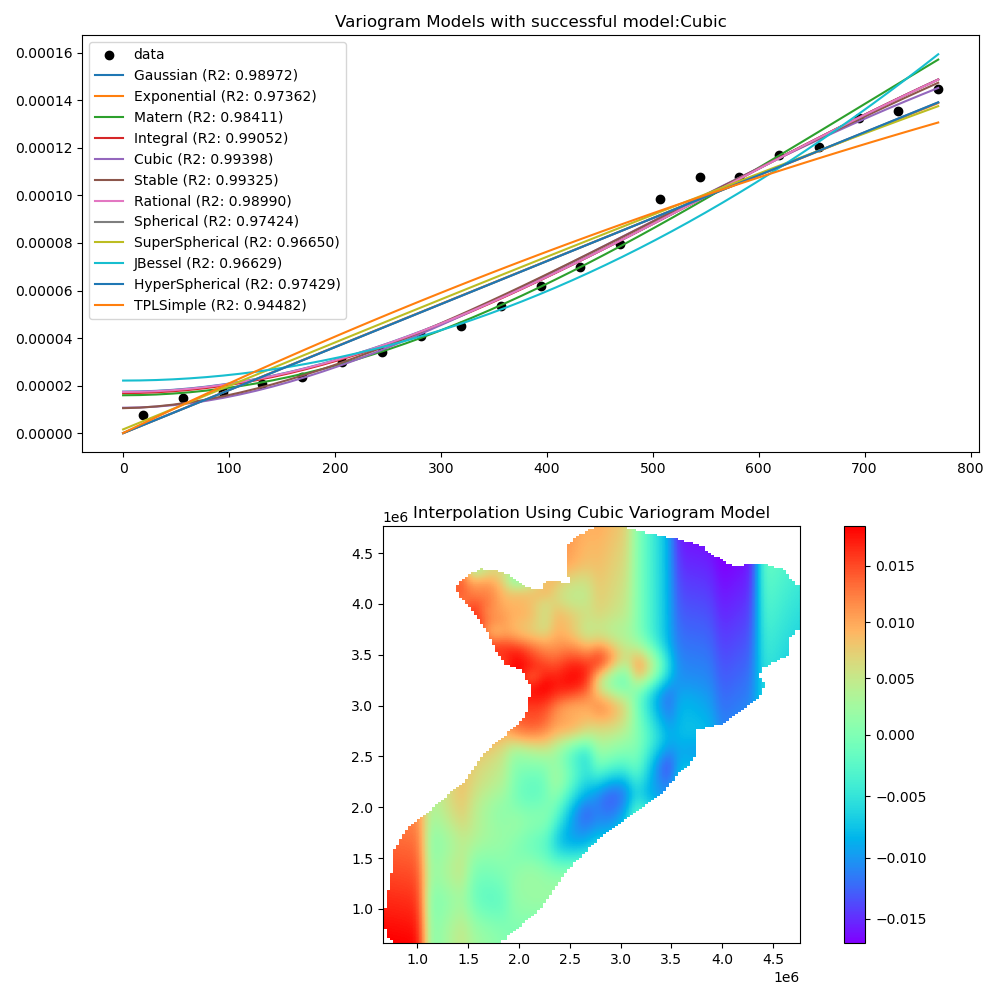 Variogram Models with successful model:Cubic
0.00016
0.00014
0.00012
0.00010
0.00008
0.00006
0.00004
0.00002
0.00000
data
Gaussian (R2: 0.98972)
Exponential (R2: 0.97362)
Matern (R2: 0.98411)
Integral (R2: 0.99052)
Cubic (R2: 0.99398)
Stable (R2: 0.99325)
Rational (R2: 0.98990)
Spherical (R2: 0.97424)
SuperSpherical (R2: 0.96650)
JBessel (R2: 0.96629)
HyperSpherical (R2: 0.97429)
TPLSimple (R2: 0.94482)
0 100 200 300 400 500 600 700 800
1e6 Interpolation Using Cubic Variogram Model
4.5
4.0
3.5
3.0
2.5
2.0
1.5
1.0
1.0 1.5 2.0 2.5 3.0 3.5 4.0 4.5
1e6
0.015
0.010
0.005
0.000
−0.005
−0.010
−0.015